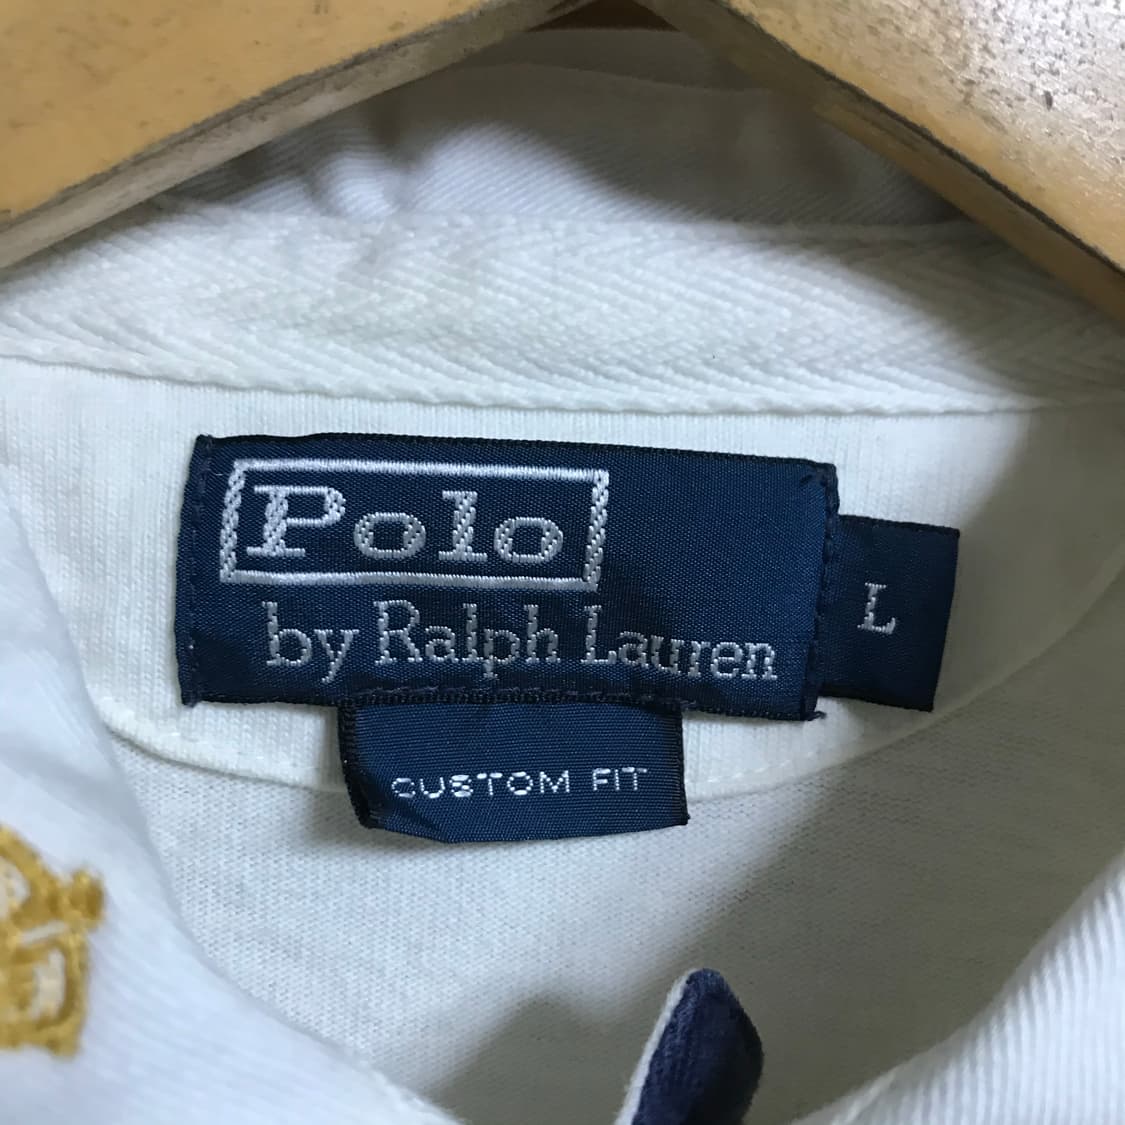 Polo
by Ralph Lauren
L
CUSTOM FIT